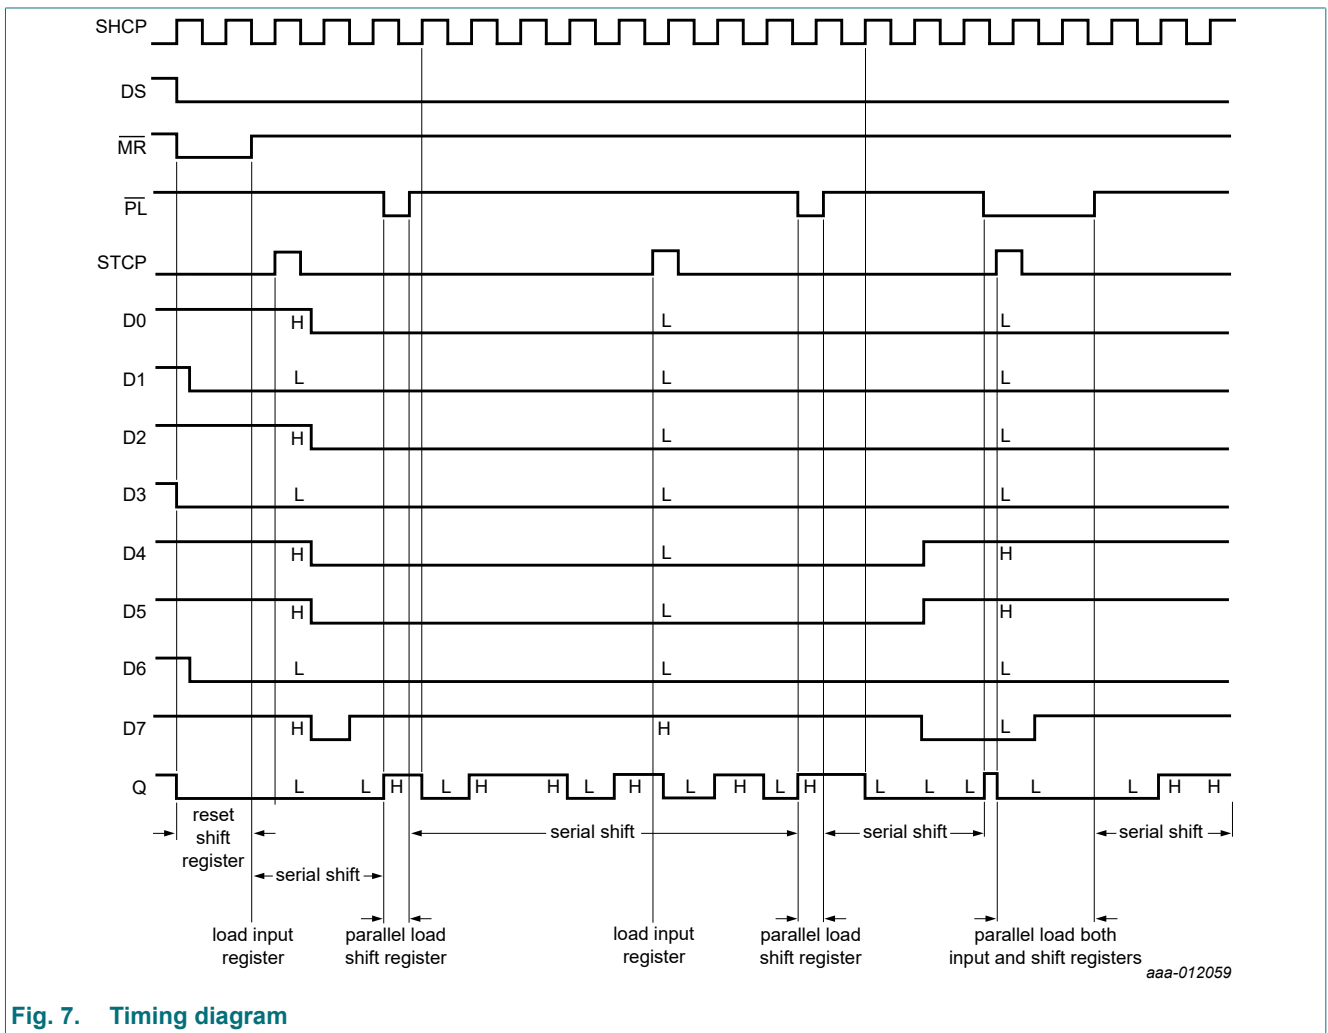 SHCP
DS
MR
PL
STCP
D0 H L L
D1 L L L
D2 H L L
D3 L L L
D4 H L H
D5 H L H
D6 L L L
D7 H H L
Q L L H L H H L H L H L H L L L L L H H
reset
shift
register
serial shift
serial shift
serial shift
serial shift
load input
register
parallel load
shift register
load input
register
parallel load
shift register
parallel load both
input and shift registers
aaa-012059
Fig. 7. Timing diagram